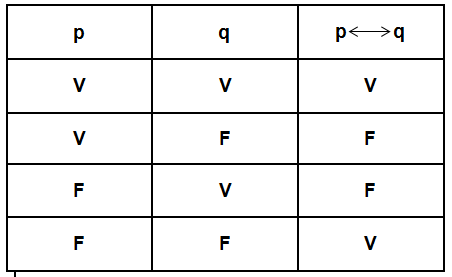 p q p⟷q
V V V
V F F
F V F
F F V